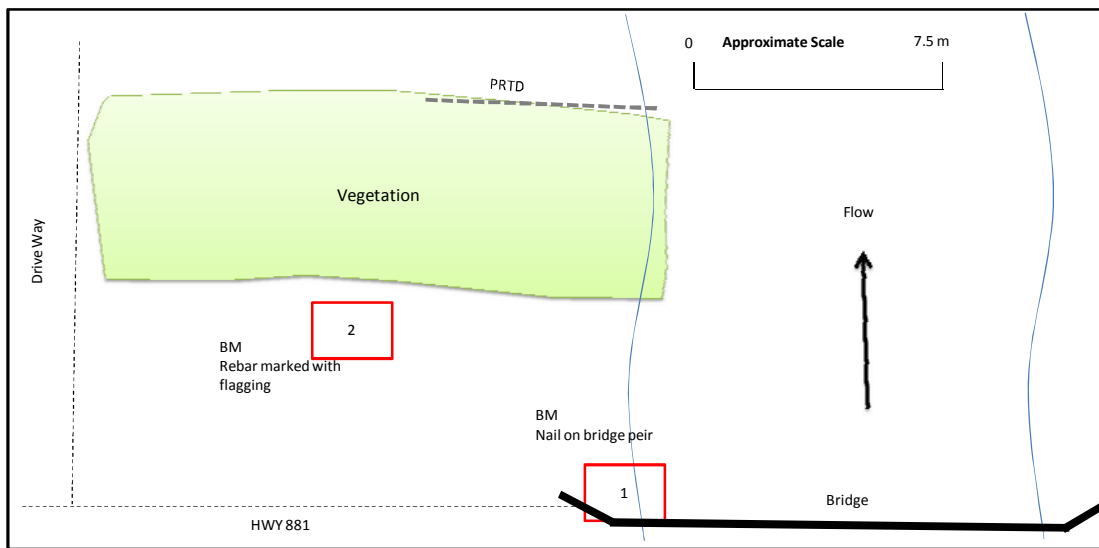 0 Approximate Scale 7.5 m
PRTD
Vegetation
Flow
Drive Way
2
BM
Rebar marked with
flagging
BM
Nail on bridge peir
1
Bridge
HWY 881